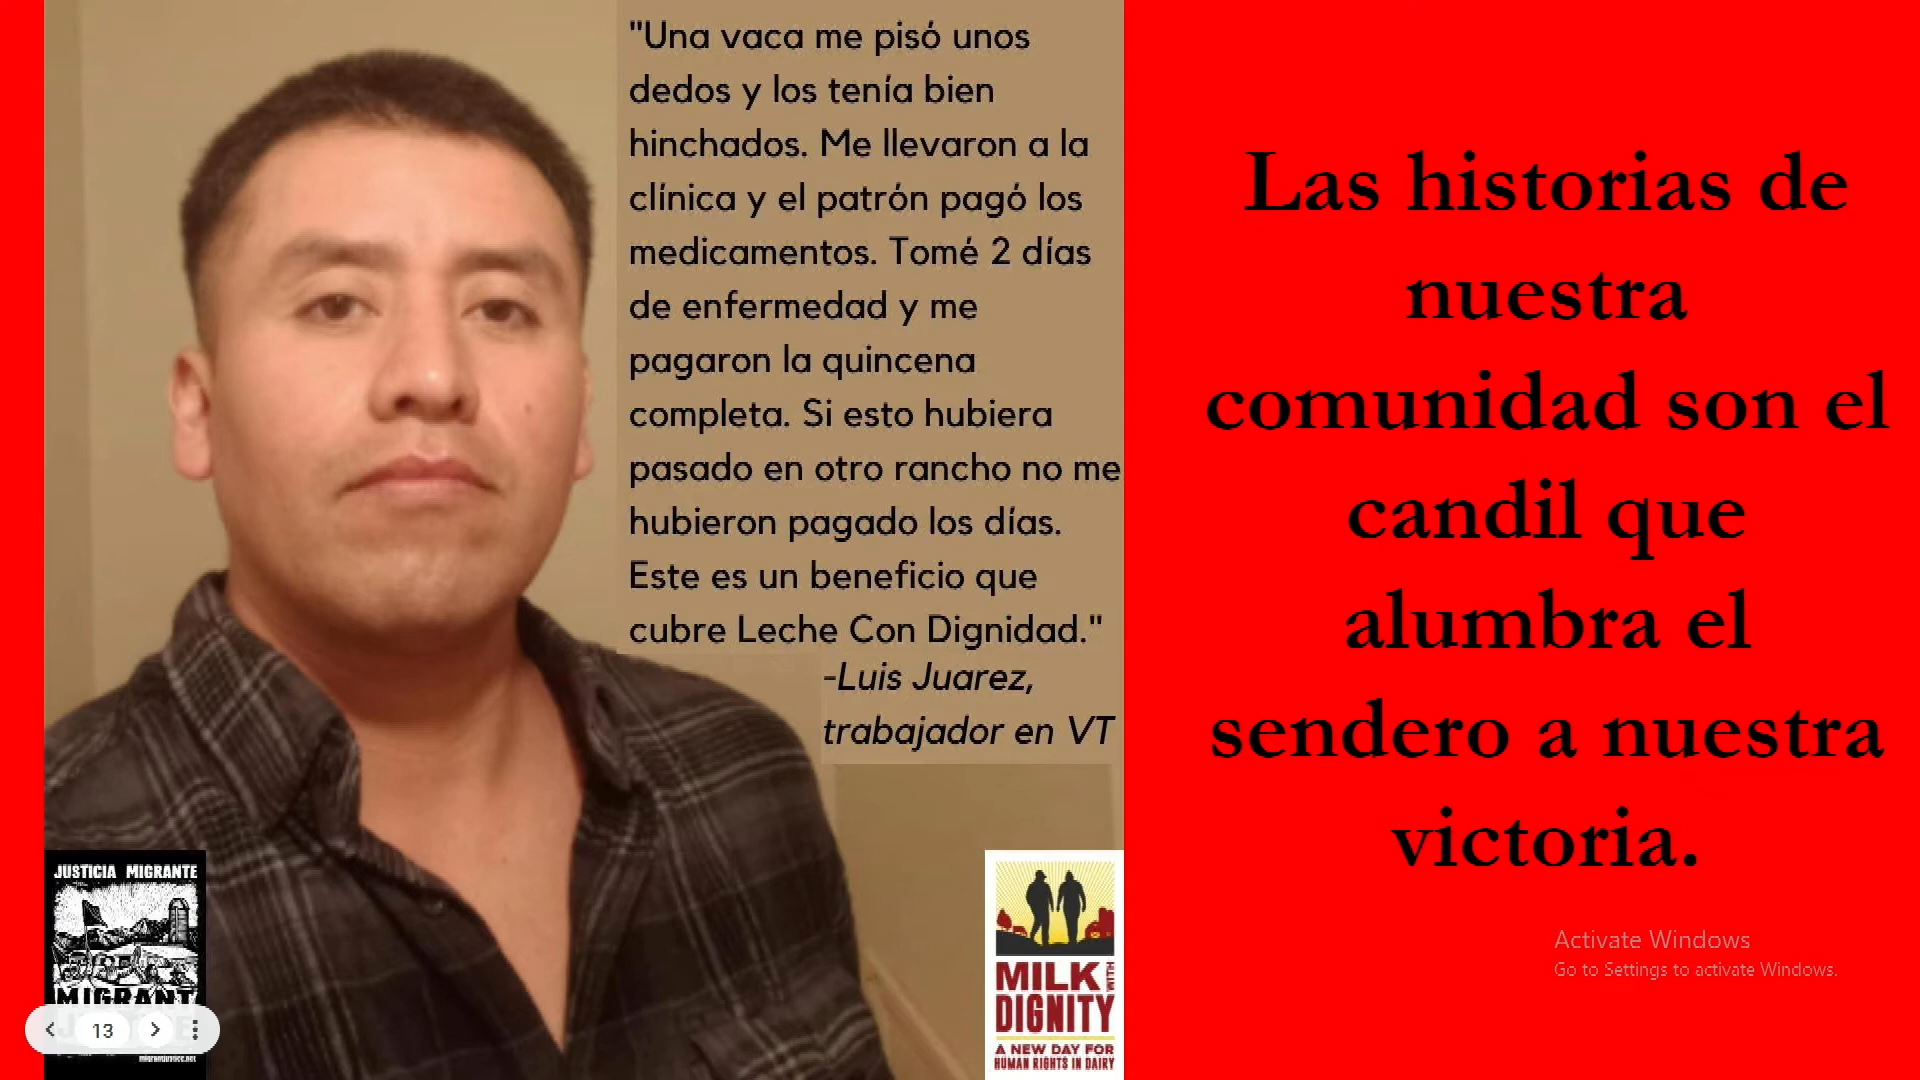 "Una vaca me pisó unos
dedos y los tenía bien
hinchados. Me llevaron a la
clínica y el patrón pagó los
medicamentos. Tomé 2 días
de enfermedad y me
pagaron la quincena
completa. Si esto hubiera
pasado en otro rancho no me
hubieron pagado los días.
Este es un beneficio que
cubre Leche Con Dignidad."
-Luis Juarez,
trabajador en VT
JUSTICIA MIGRANTE
MIGRANT
migrantjustice.net
13
MILK WITH
DIGNITY
A NEW DAY FOR
HUMAN RIGHTS IN DAIRY
Las historias de
nuestra
comunidad son el
candil que
alumbra el
sendero a nuestra
victoria.
Activate Windows
Go to Settings to activate Windows.